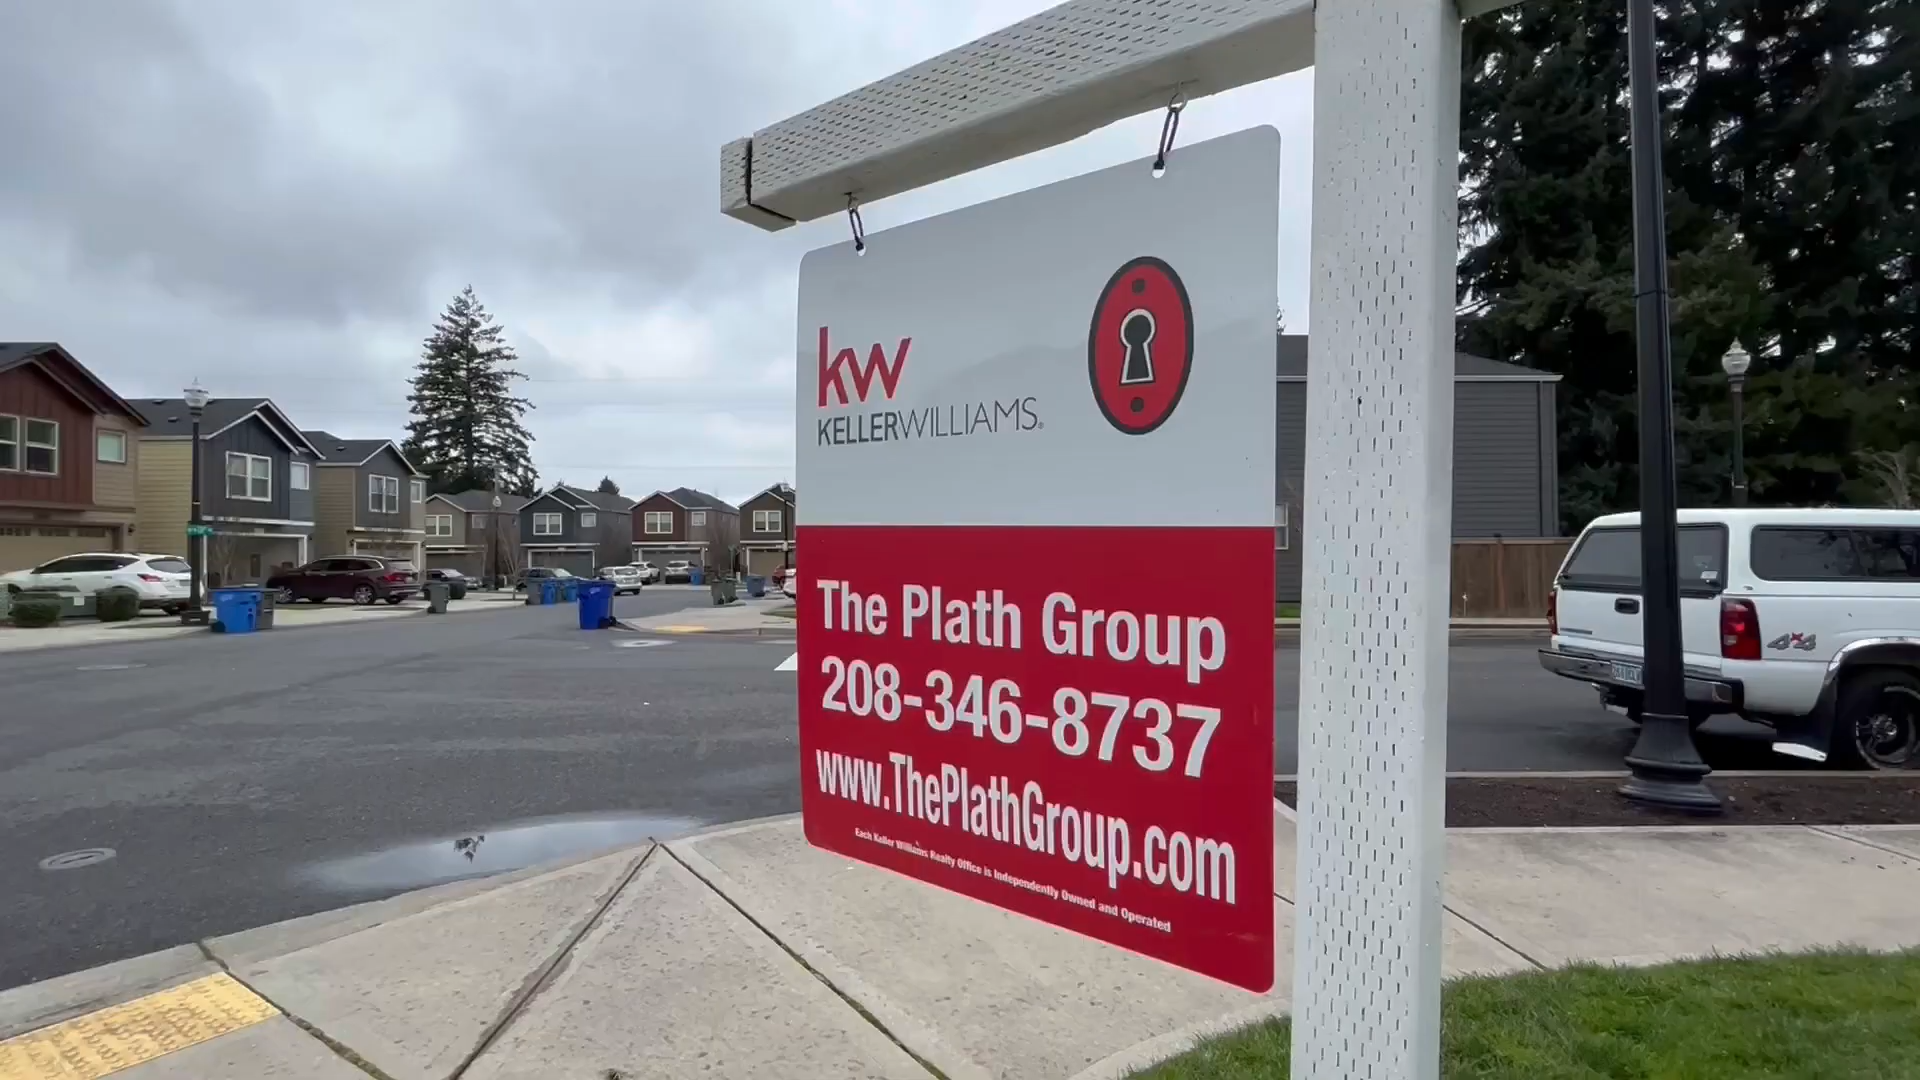 kw
KELLERWILLIAMS.
The Plath Group
208-346-8737
www.ThePlathGroup.com
Each Keller Williams Realty Office is Independently Owned and Operated
4x4